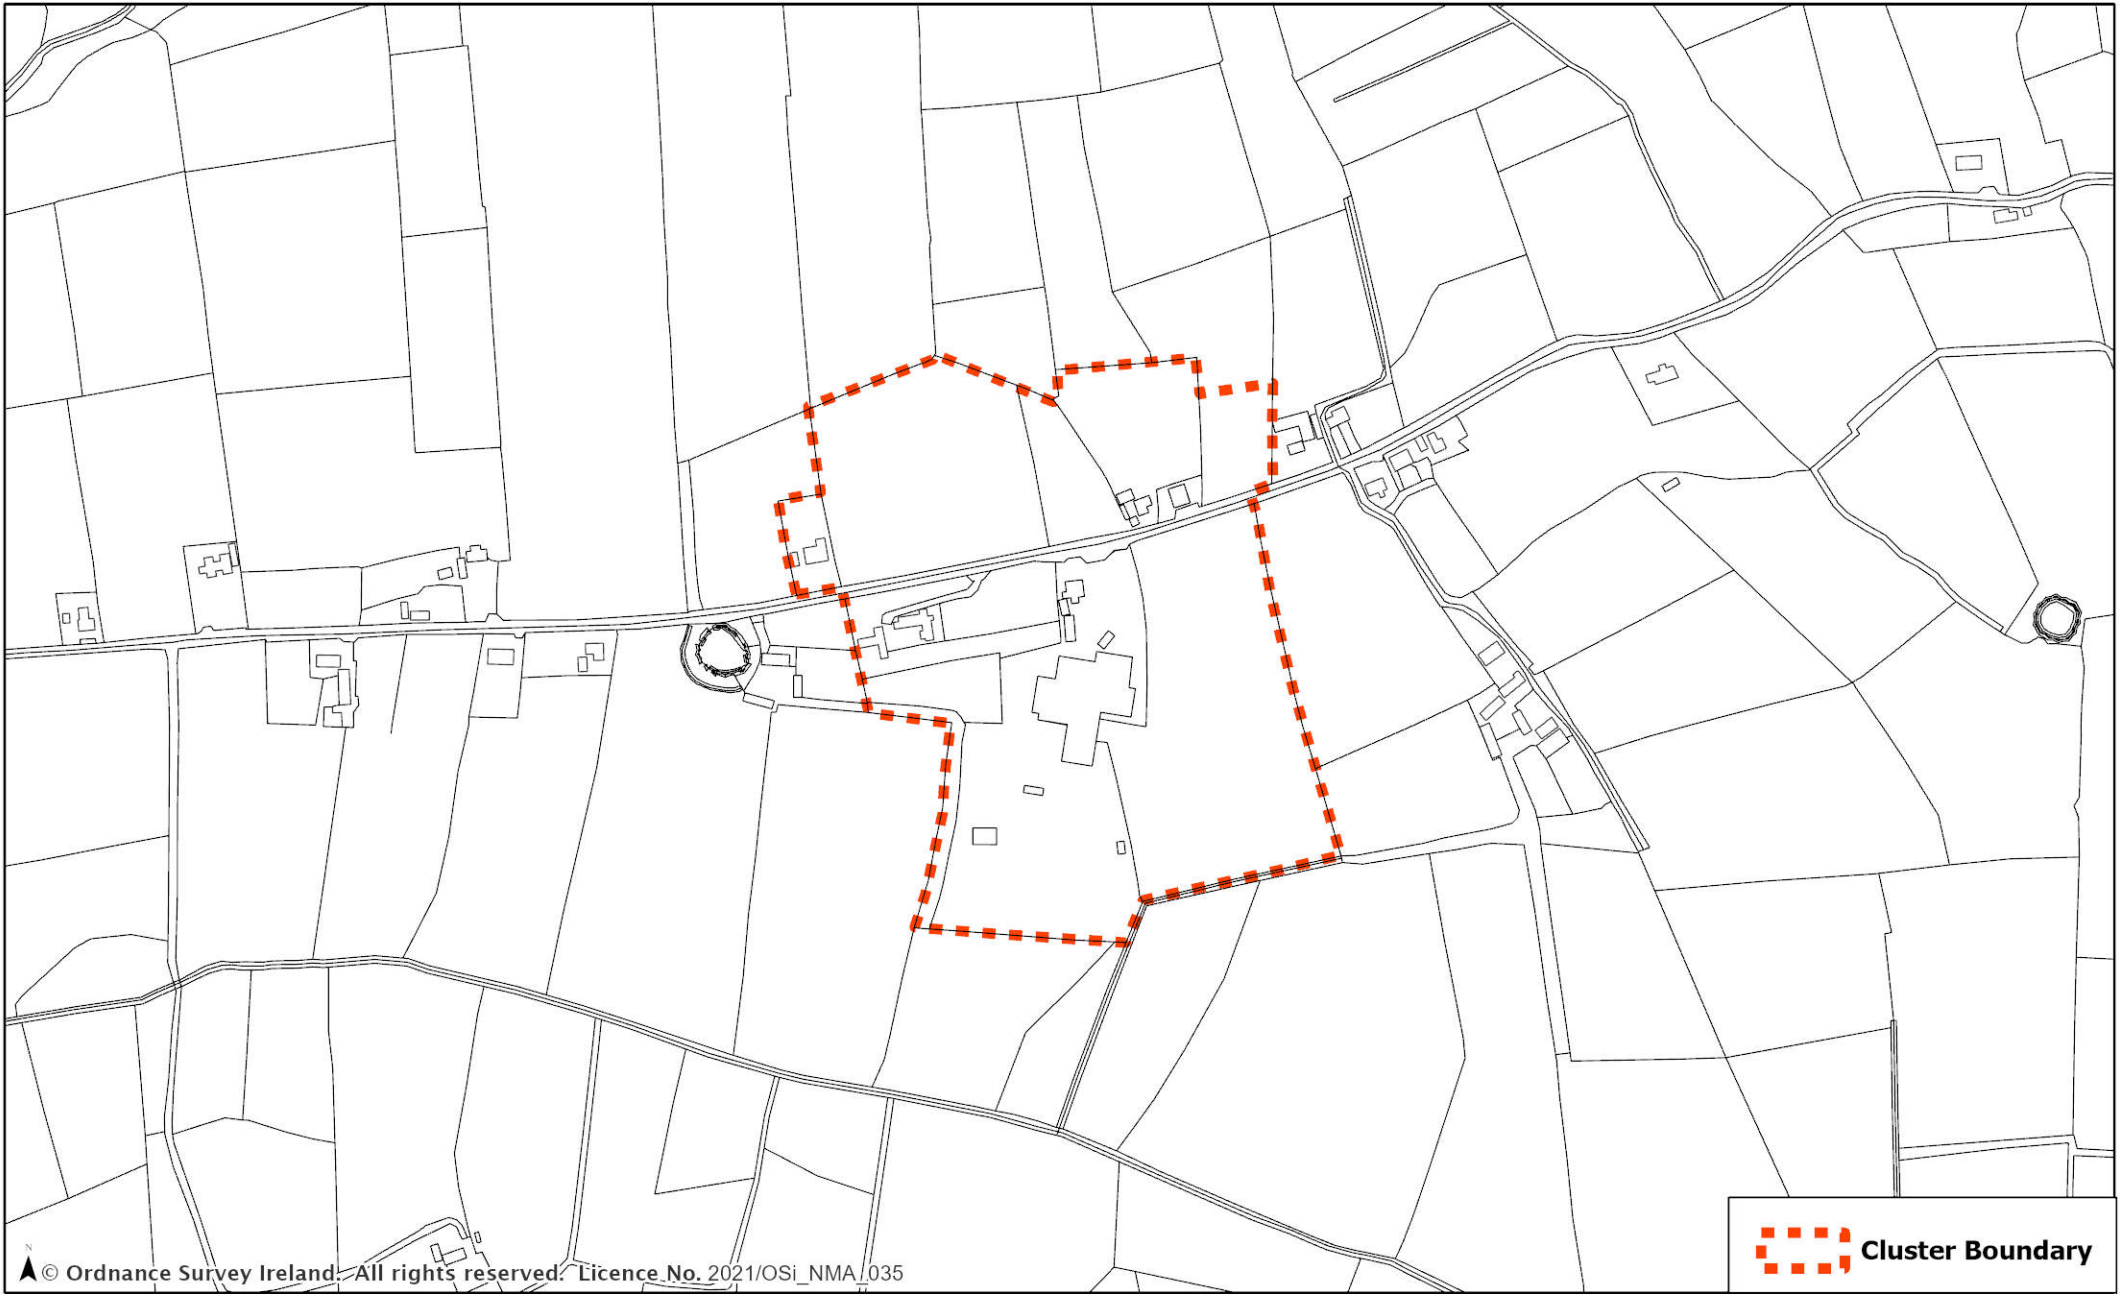 Cluster Boundary
N
© Ordnance Survey Ireland. All rights reserved. Licence No. 2021/OSi_NMA_035